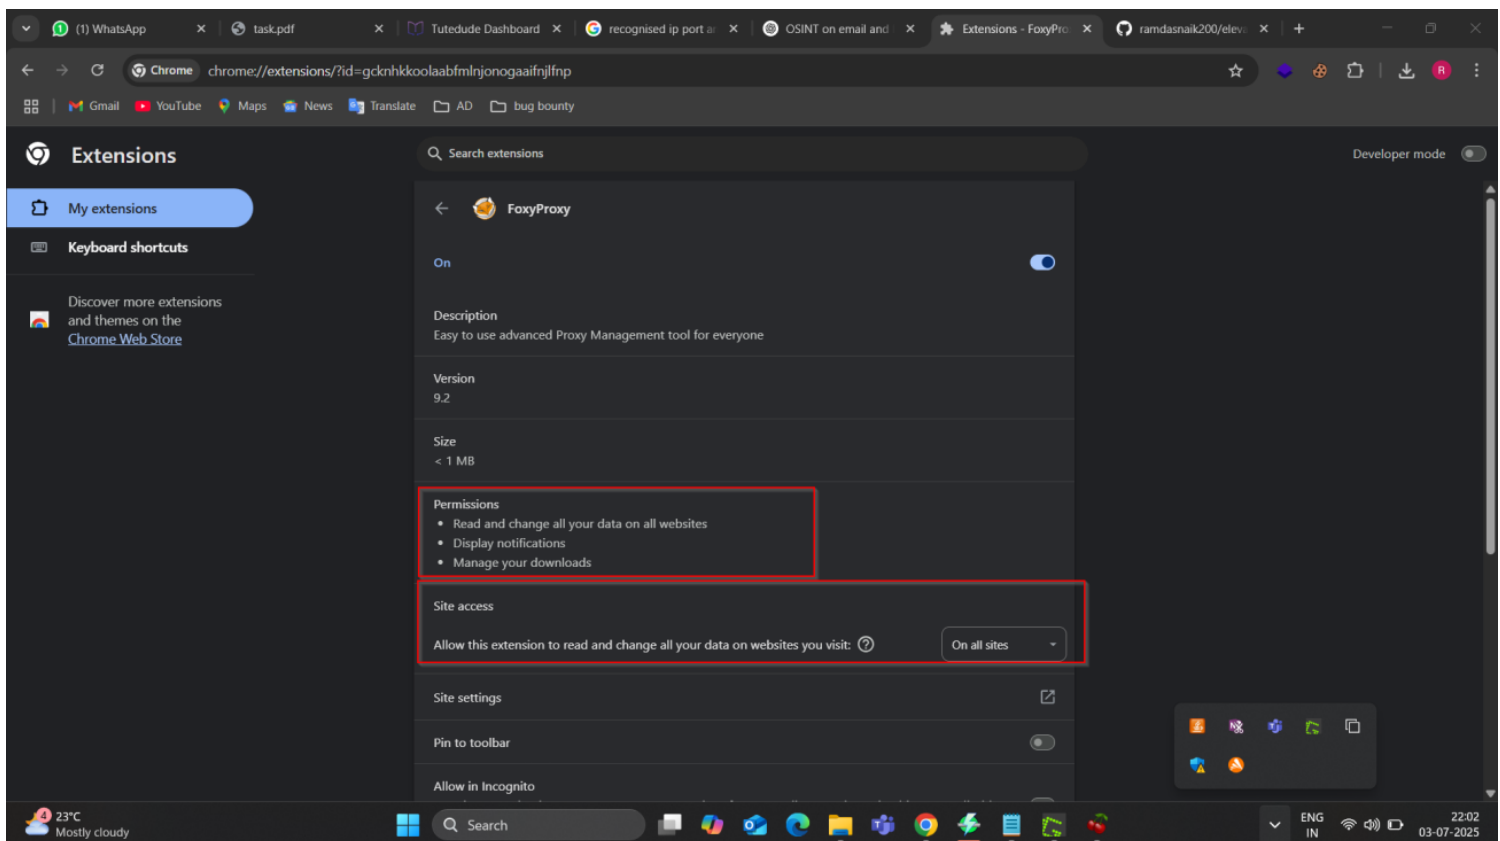 (1) WhatsApp
task.pdf
Tutedude Dashboard
recognised ip port ar
OSINT on email and
Extensions - FoxyPro
ramdasnaik200/eleva
Chrome
chrome://extensions/?id=gcknhkkoolaabfmlnjonogaaifnjlfnp
R
Gmail
YouTube
Maps
News
Translate
AD
bug bounty
Extensions
Search extensions
Developer mode
My extensions
Keyboard shortcuts
Discover more extensions
and themes on the
Chrome Web Store
FoxyProxy
On
Description
Easy to use advanced Proxy Management tool for everyone
Version
9.2
Size
< 1 MB
Permissions
• Read and change all your data on all websites
• Display notifications
• Manage your downloads
Site access
Allow this extension to read and change all your data on websites you visit:
On all sites
Site settings
Pin to toolbar
Allow in Incognito
4
23°C
Mostly cloudy
Search
ENG
IN
22:02
03-07-2025